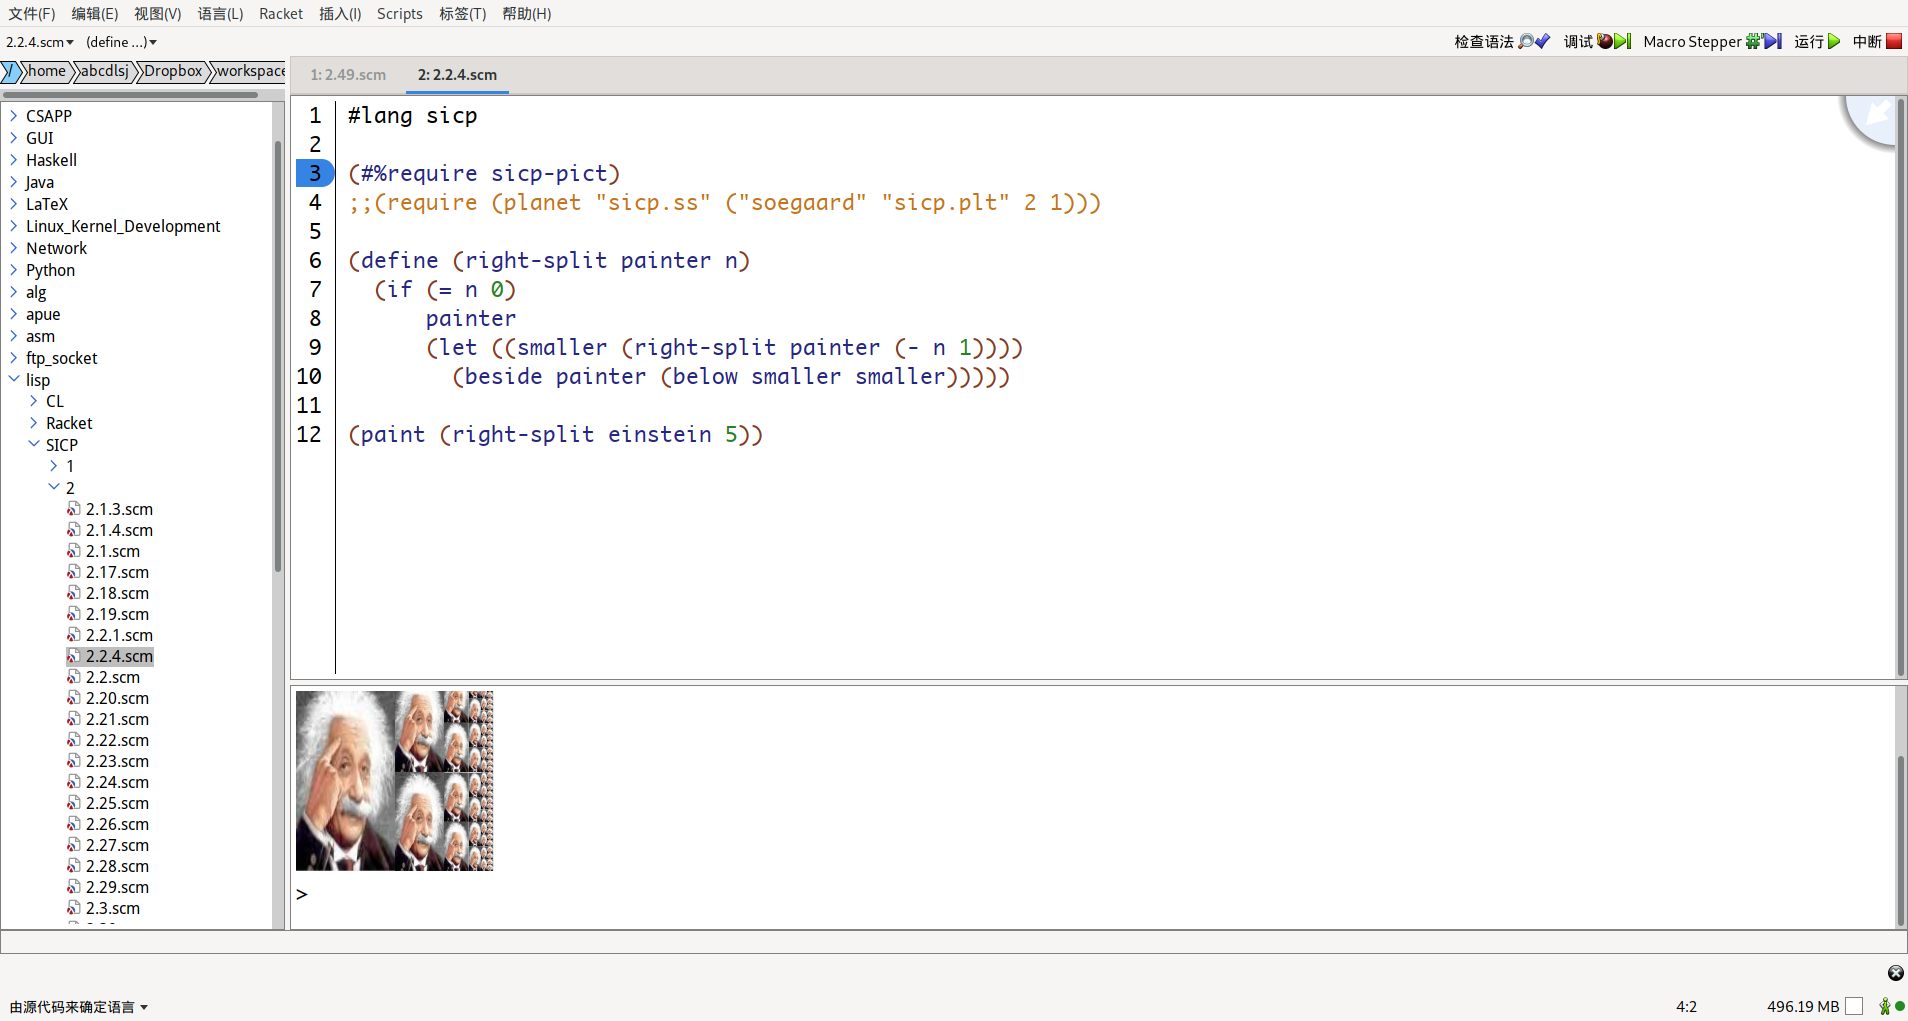 文件(F) 编辑(E) 视图(V) 语言(L) Racket 插入(I) Scripts 标签(T) 帮助(H)
2.2.4.scm (define ...) 检查语法 调试 Macro Stepper 运行 中断
/ home abcdlsj Dropbox workspace
1: 2.49.scm 2: 2.2.4.scm
CSAPP
GUI
Haskell
Java
LaTeX
Linux_Kernel_Development
Network
Python
alg
apue
asm
ftp_socket
lisp
CL
Racket
SICP
1
2
2.1.3.scm
2.1.4.scm
2.1.scm
2.17.scm
2.18.scm
2.19.scm
2.2.1.scm
2.2.4.scm
2.2.scm
2.20.scm
2.21.scm
2.22.scm
2.23.scm
2.24.scm
2.25.scm
2.26.scm
2.27.scm
2.28.scm
2.29.scm
2.3.scm
1 #lang sicp
2
3 (#%require sicp-pict)
4 ;;(require (planet "sicp.ss" ("soegaard" "sicp.plt" 2 1)))
5
6 (define (right-split painter n)
7 (if (= n 0)
8 painter
9 (let ((smaller (right-split painter (- n 1))))
10 (beside painter (below smaller smaller)))))
11
12 (paint (right-split einstein 5))
>
由源代码来确定语言 4:2 496.19 MB